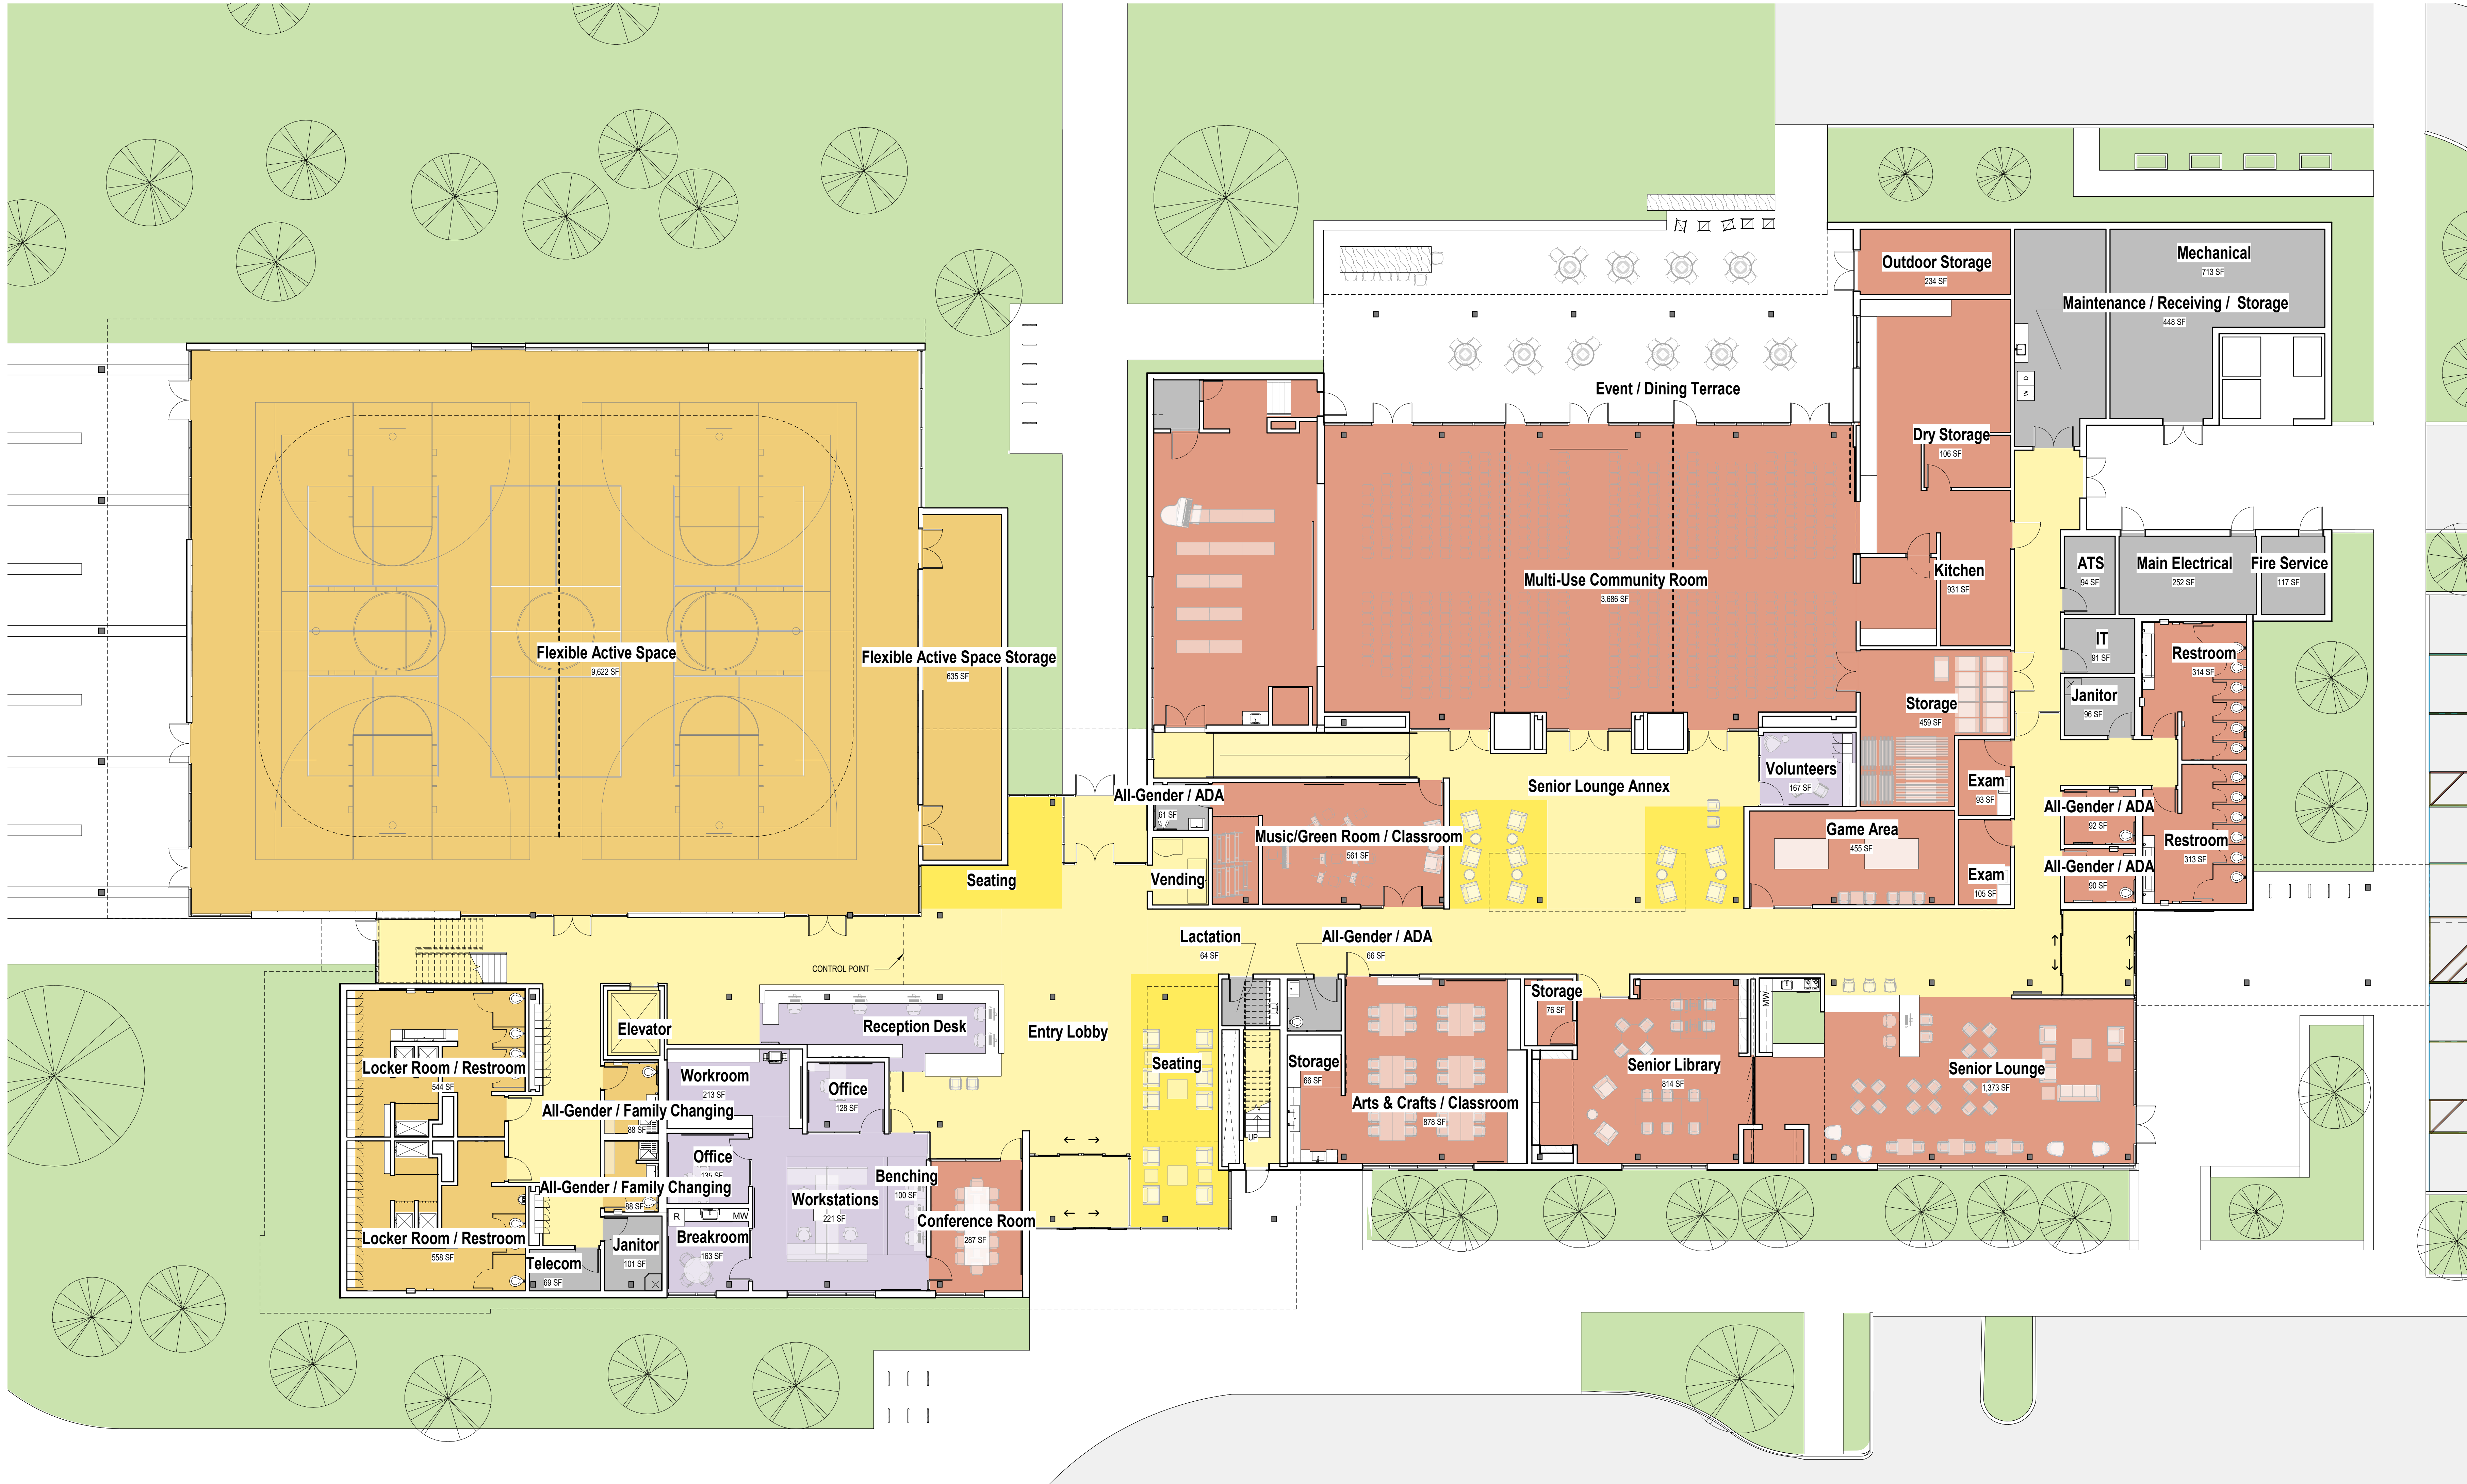 Mechanical
713 SF
Outdoor Storage
234 SF
Maintenance / Receiving / Storage
448 SF
W D
Event / Dining Terrace
Dry Storage
106 SF
Multi-Use Community Room
3,686 SF
Kitchen
931 SF
ATS
94 SF
Main Electrical
252 SF
Fire Service
117 SF
Flexible Active Space
9,622 SF
Flexible Active Space Storage
635 SF
IT
91 SF
Restroom
314 SF
Janitor
96 SF
Storage
459 SF
Volunteers
167 SF
Senior Lounge Annex
Exam
93 SF
All-Gender / ADA
61 SF
All-Gender / ADA
92 SF
Music/Green Room / Classroom
561 SF
Game Area
455 SF
Restroom
313 SF
Seating
Vending
Exam
105 SF
All-Gender / ADA
90 SF
Lactation
64 SF
All-Gender / ADA
66 SF
CONTROL POINT
Storage
76 SF
MW
Elevator
Reception Desk
Entry Lobby
Seating
Storage
66 SF
Locker Room / Restroom
544 SF
Workroom
213 SF
Office
128 SF
Senior Library
814 SF
Senior Lounge
1,373 SF
All-Gender / Family Changing
88 SF
Arts & Crafts / Classroom
878 SF
UP
Office
135 SF
Benching
100 SF
All-Gender / Family Changing
88 SF
Workstations
221 SF
R
MW
Conference Room
287 SF
Locker Room / Restroom
558 SF
Breakroom
163 SF
Janitor
101 SF
Telecom
69 SF